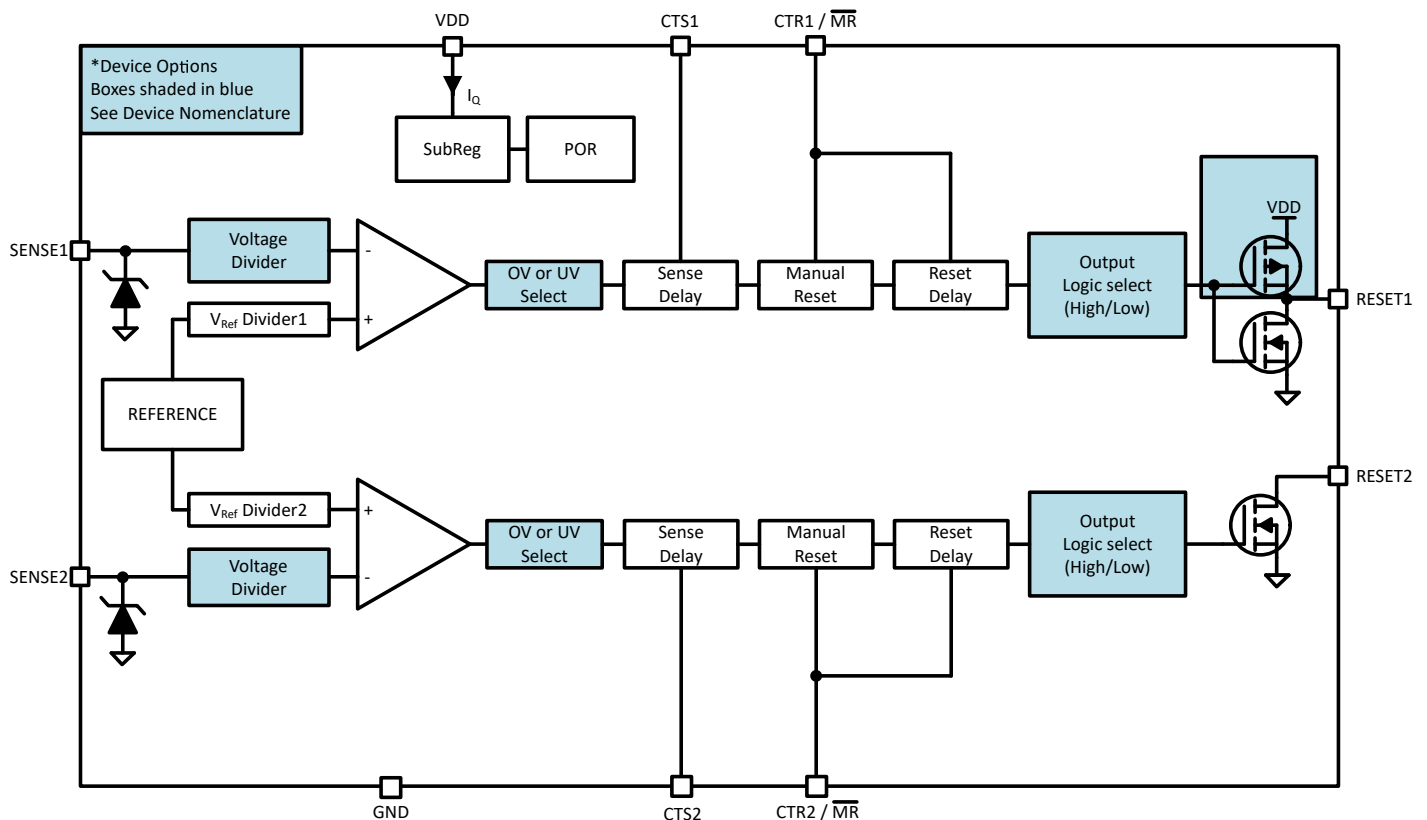 VDD
CTS1
CTR1 / MR
*Device Options
Boxes shaded in blue
See Device Nomenclature
IQ
SubReg
POR
VDD
SENSE1
Voltage
Divider
-
OV or UV
Select
Sense
Delay
Manual
Reset
Reset
Delay
Output
Logic select
(High/Low)
RESET1
VRef Divider1
+
REFERENCE
RESET2
VRef Divider2
+
OV or UV
Select
Sense
Delay
Manual
Reset
Reset
Delay
Output
Logic select
(High/Low)
SENSE2
Voltage
Divider
-
GND
CTS2
CTR2 / MR